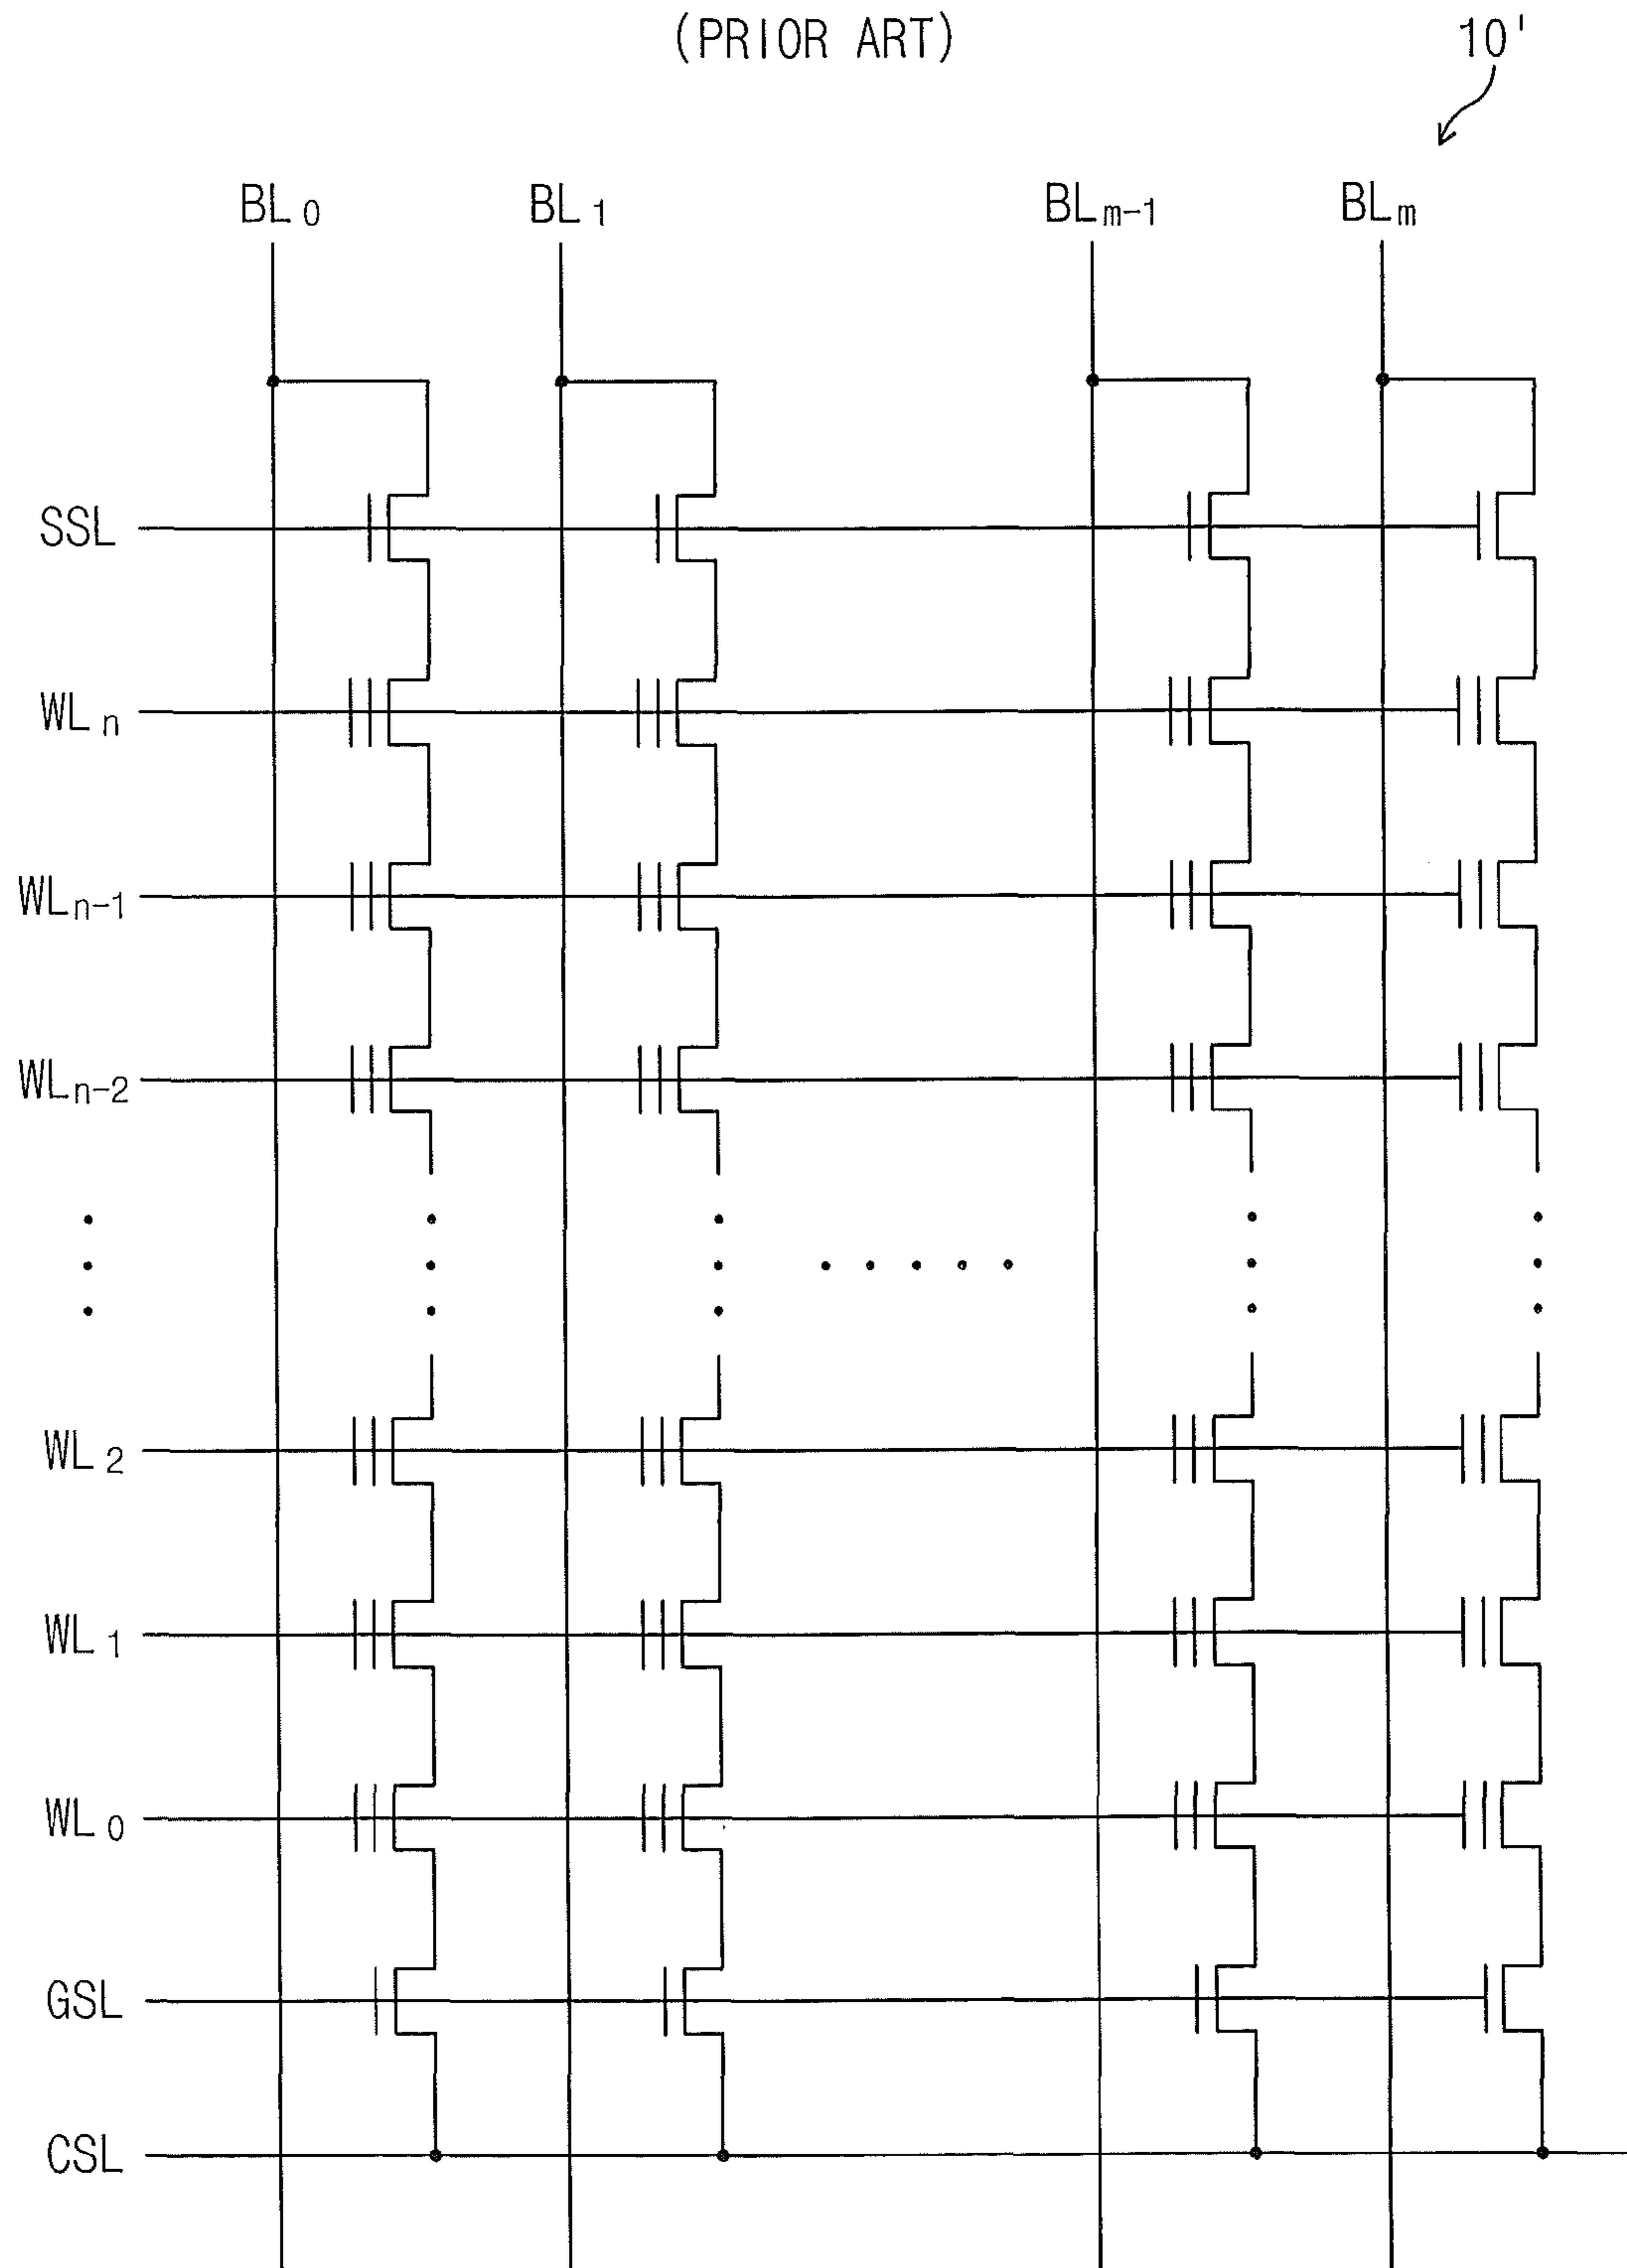 (PRIOR ART)
10'
BL0 BL1 BLm-1 BLm
SSL
WLn
WLn-1
WLn-2
WL2
WL1
WL0
GSL
CSL